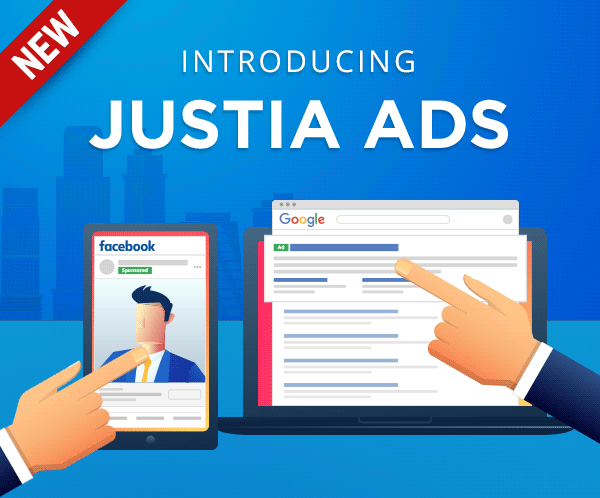 NEW
INTRODUCING
JUSTIA ADS
facebook
Sponsored
Google
Ad